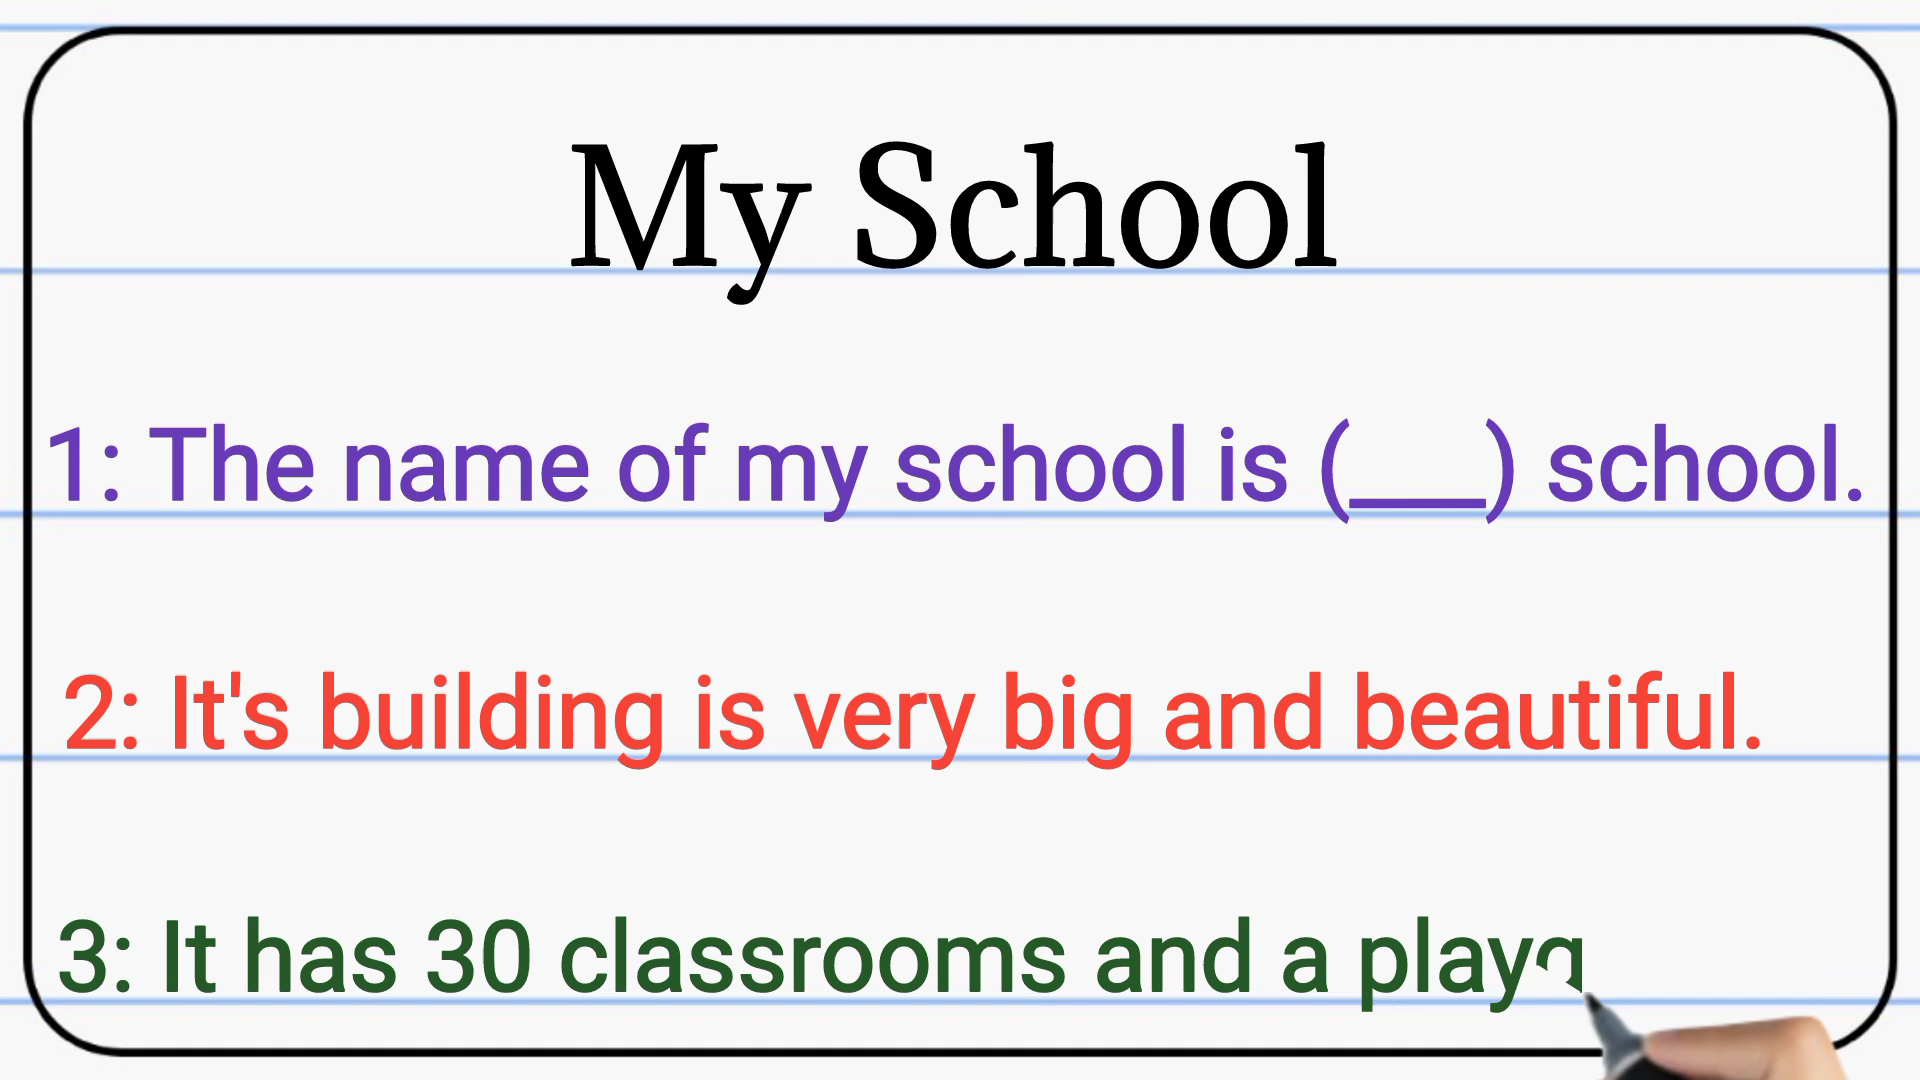 My School
1: The name of my school is (___) school.
2: It's building is very big and beautiful.
3: It has 30 classrooms and a